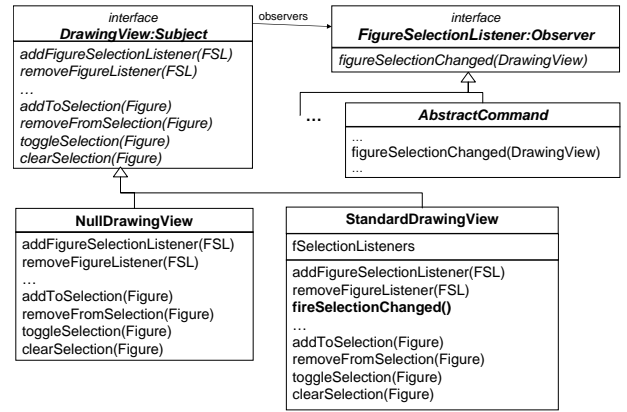 interface
DrawingView:Subject
addFigureSelectionListener(FSL)
removeFigureListener(FSL)
…
addToSelection(Figure)
removeFromSelection(Figure)
toggleSelection(Figure)
clearSelection(Figure)
observers
interface
FigureSelectionListener:Observer
figureSelectionChanged(DrawingView)
...
AbstractCommand
...
figureSelectionChanged(DrawingView)
...
NullDrawingView
addFigureSelectionListener(FSL)
removeFigureListener(FSL)
…
addToSelection(Figure)
removeFromSelection(Figure)
toggleSelection(Figure)
clearSelection(Figure)
StandardDrawingView
fSelectionListeners
addFigureSelectionListener(FSL)
removeFigureListener(FSL)
fireSelectionChanged()
…
addToSelection(Figure)
removeFromSelection(Figure)
toggleSelection(Figure)
clearSelection(Figure)